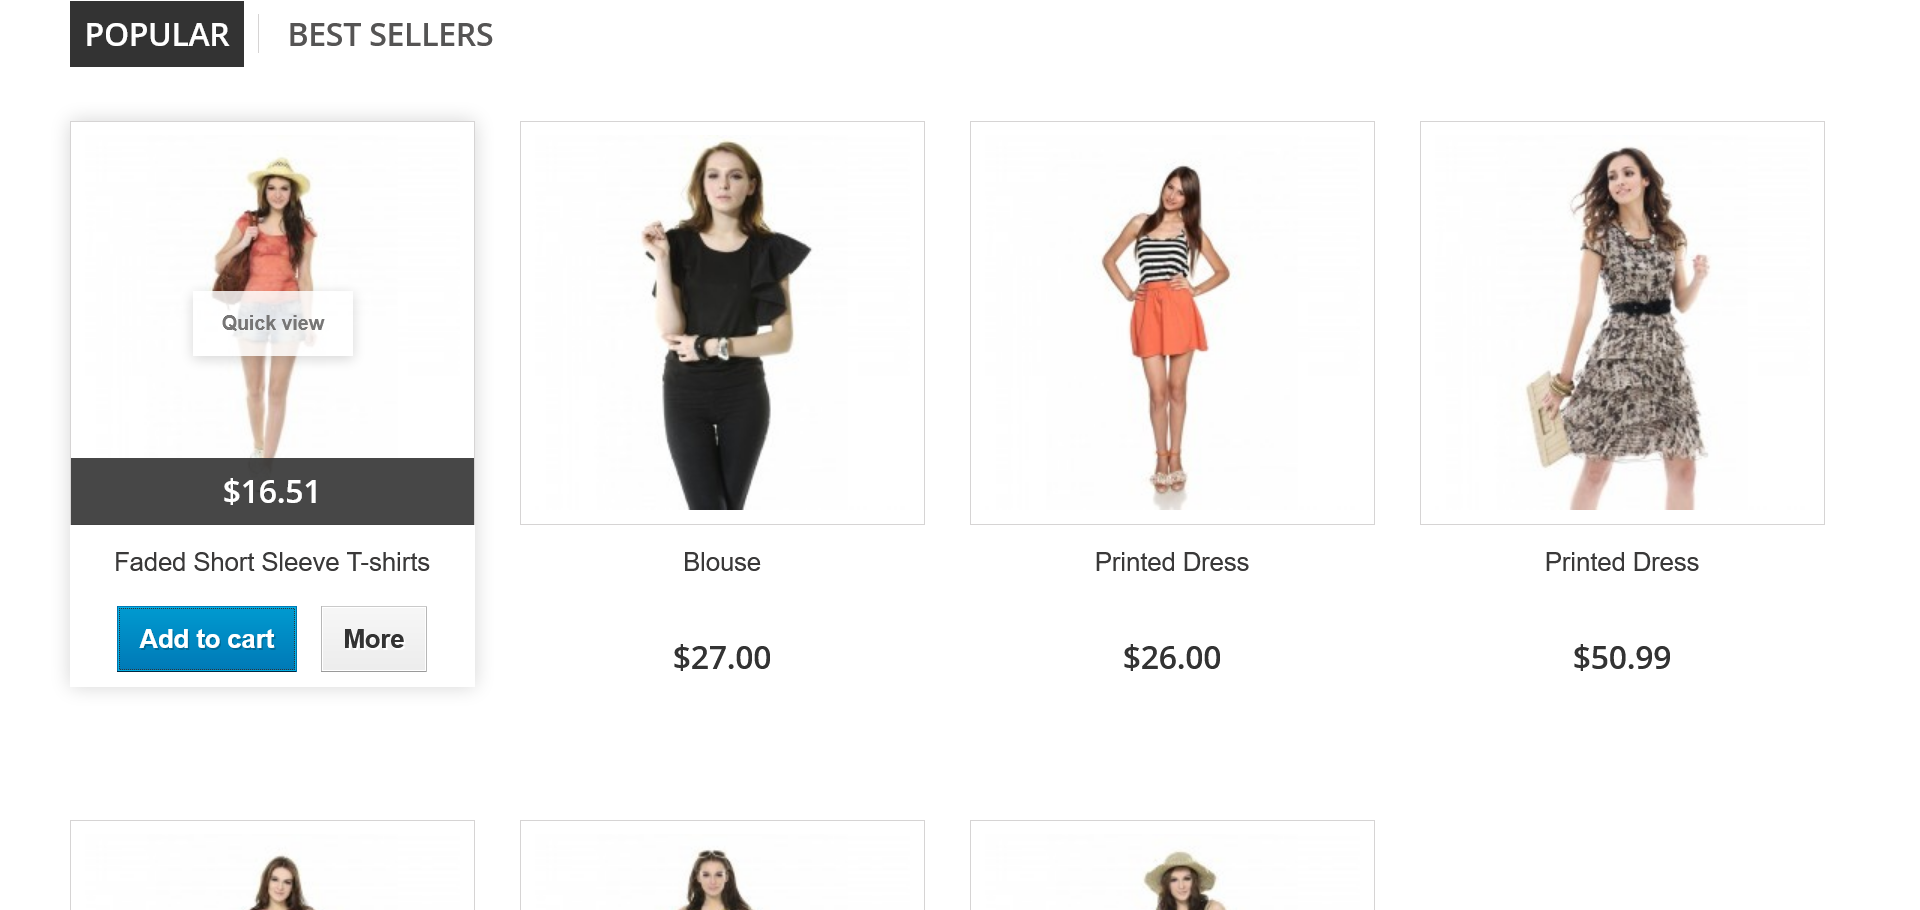 POPULAR
BEST SELLERS
Quick view
$16.51
Faded Short Sleeve T-shirts
Add to cart
More
Blouse
$27.00
Printed Dress
$26.00
Printed Dress
$50.99